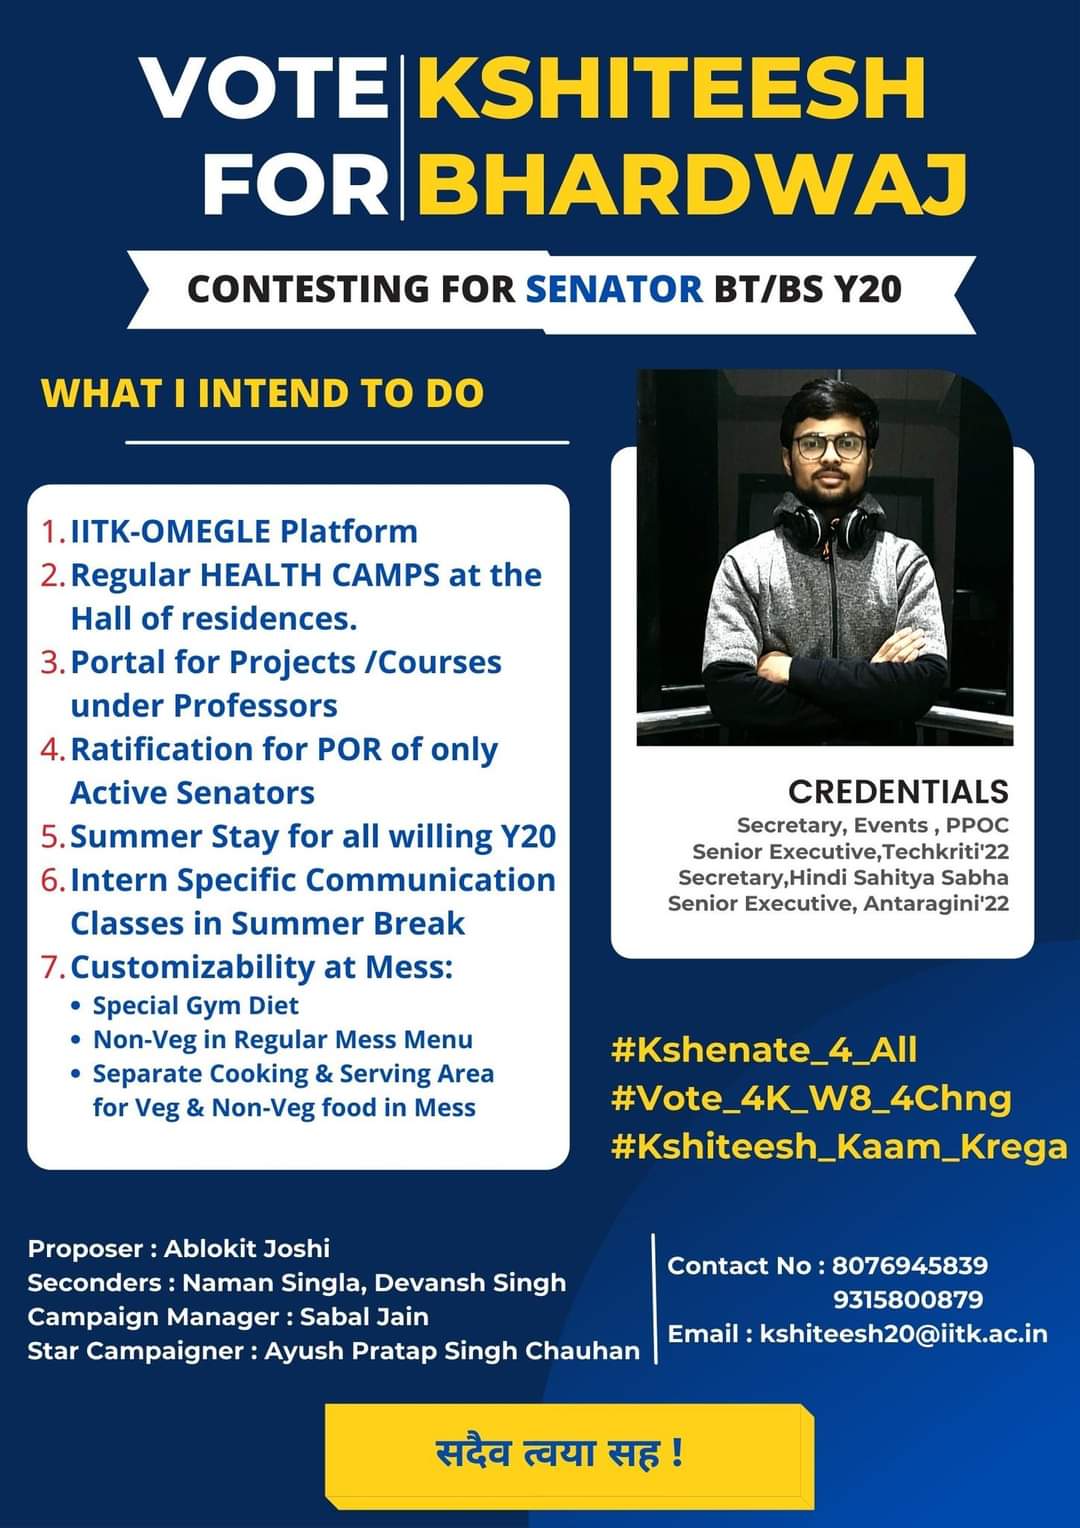 VOTE KSHITEESH
FOR BHARDWAJ
CONTESTING FOR SENATOR BT/BS Y20
WHAT I INTEND TO DO
1. IITK-OMEGLE Platform
2. Regular HEALTH CAMPS at the
Hall of residences.
3. Portal for Projects /Courses
under Professors
4. Ratification for POR of only
Active Senators
5. Summer Stay for all willing Y20
6. Intern Specific Communication
Classes in Summer Break
7. Customizability at Mess:
• Special Gym Diet
• Non-Veg in Regular Mess Menu
• Separate Cooking & Serving Area
for Veg & Non-Veg food in Mess
CREDENTIALS
Secretary, Events , PPOC
Senior Executive,Techkriti'22
Secretary,Hindi Sahitya Sabha
Senior Executive, Antaragini'22
#Kshenate_4_All
#Vote_4K_W8_4Chng
#Kshiteesh_Kaam_Krega
Proposer : Ablokit Joshi
Seconders : Naman Singla, Devansh Singh
Campaign Manager : Sabal Jain
Star Campaigner : Ayush Pratap Singh Chauhan
Contact No : 8076945839
9315800879
Email : kshiteesh20@iitk.ac.in
सदैव त्वया सह !